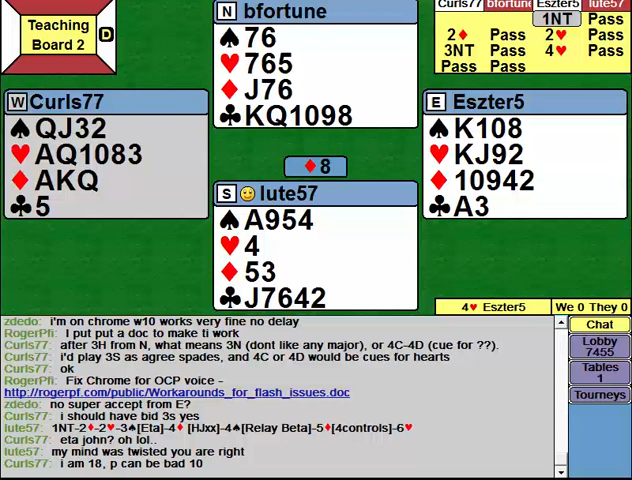 Teaching
Board 2
D
N bfortune
♠76
♥765
♦J76
♣KQ1098
Curls77 bfortune Eszter5 lute57
1NT Pass
2♦ Pass 2♥ Pass
3NT Pass 4♥ Pass
Pass Pass
W Curls77
♠QJ32
♥AQ1083
♦AKQ
♣5
♦8
E Eszter5
♠K108
♥KJ92
♦10942
♣A3
S lute57
♠A954
♥4
♦53
♣J7642
4♥ Eszter5 We 0 They 0
zdedo: i'm on chrome w10 works very fine no delay
RogerPfi: I put put a doc to make ti work
Curls77: after 3H from N, what means 3N (dont like any major), or 4C-4D (cue for ??).
Curls77: i'd play 3S as agree spades, and 4C or 4D would be cues for hearts
Curls77: ok
RogerPfi: Fix Chrome for OCP voice -
http://rogerpf.com/public/Workarounds_for_flash_issues.doc
zdedo: no super accept from E?
Curls77: i should have bid 3s yes
lute57: 1NT-2♦-2♥-3♠[Eta]-4♦[HJxx]-4♠[Relay Beta]-5♦[4controls]-6♥
Curls77: eta john? oh lol..
lute57: my mind was twisted you are right
Curls77: i am 18, p can be bad 10
Chat
Lobby
7455
Tables
1
Tourneys